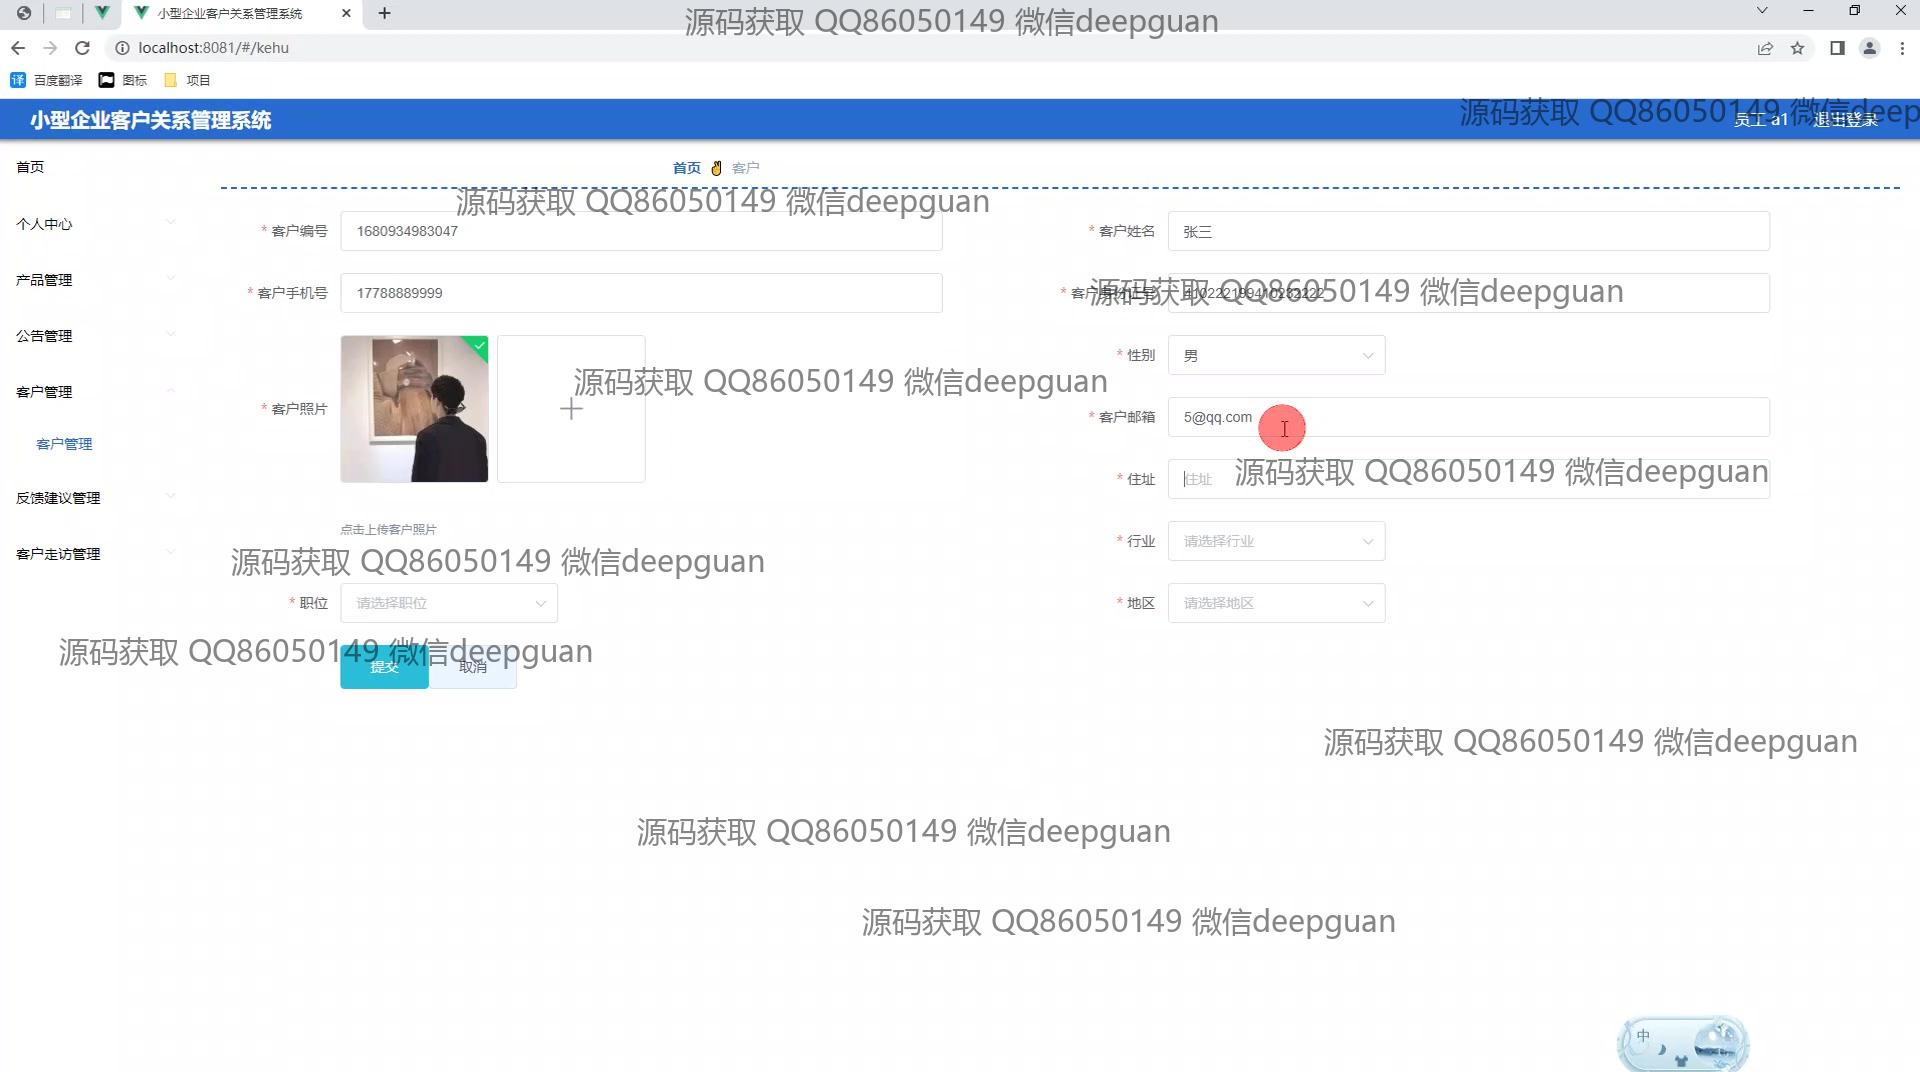 小型企业客户关系管理系统
源码获取 QQ86050149 微信deepguan
localhost:8081/#/kehu
译 百度翻译 图标 项目
小型企业客户关系管理系统
源码获取 QQ86050149 微信deep
员工 a1 退出登录
首页
首页 客户
源码获取 QQ86050149 微信deepguan
个人中心
* 客户编号 1680934983047
* 客户姓名 张三
产品管理
* 客户手机号 17788889999
源码获取 QQ86050149 微信deepguan
公告管理
* 性别 男
客户管理
源码获取 QQ86050149 微信deepguan
* 客户照片
* 客户邮箱 5@qq.com
客户管理
* 住址 住址
源码获取 QQ86050149 微信deepguan
反馈建议管理
点击上传客户照片
* 行业 请选择行业
客户走访管理
源码获取 QQ86050149 微信deepguan
* 职位 请选择职位
* 地区 请选择地区
源码获取 QQ86050149 微信deepguan
提交 取消
源码获取 QQ86050149 微信deepguan
源码获取 QQ86050149 微信deepguan
源码获取 QQ86050149 微信deepguan
中